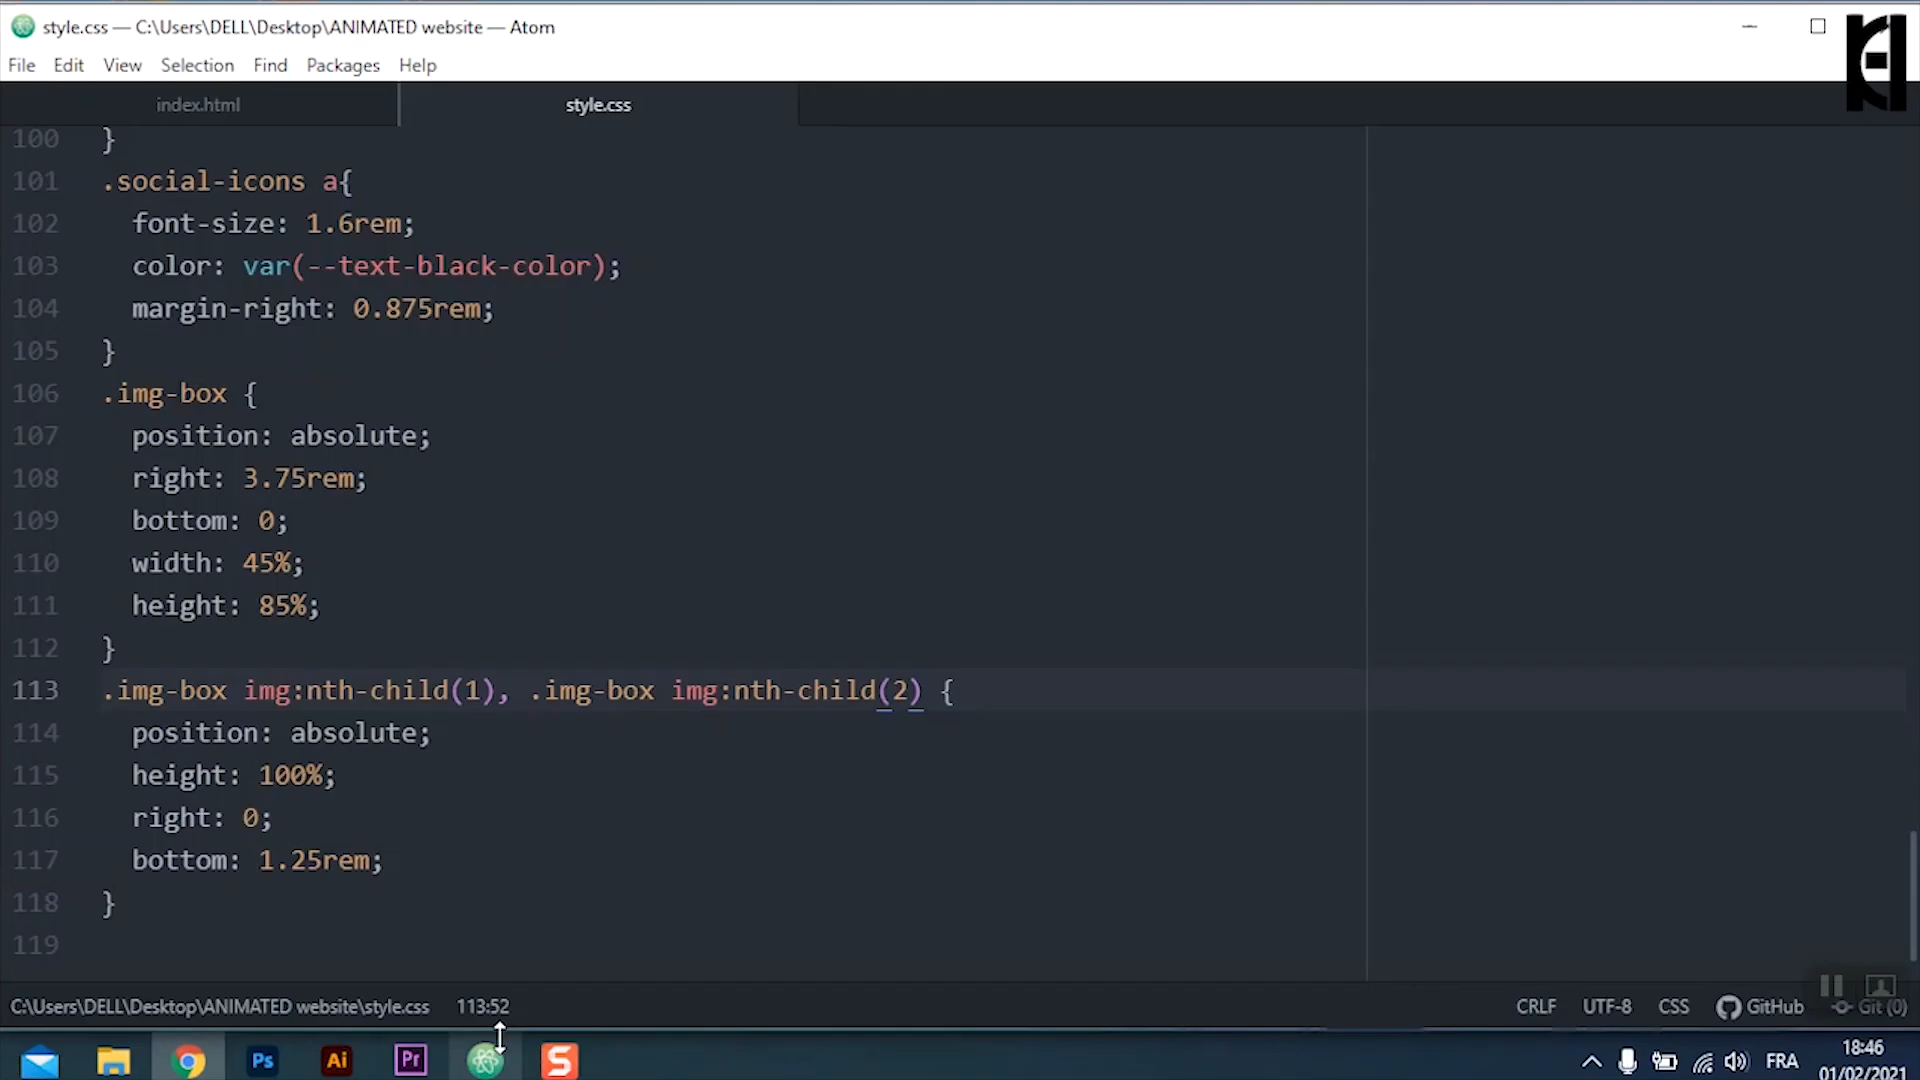 style.css — C:\Users\DELL\Desktop\ANIMATED website — Atom
File Edit View Selection Find Packages Help
index.html style.css
100 }
101 .social-icons a{
102 font-size: 1.6rem;
103 color: var(--text-black-color);
104 margin-right: 0.875rem;
105 }
106 .img-box {
107 position: absolute;
108 right: 3.75rem;
109 bottom: 0;
110 width: 45%;
111 height: 85%;
112 }
113 .img-box img:nth-child(1), .img-box img:nth-child(2) {
114 position: absolute;
115 height: 100%;
116 right: 0;
117 bottom: 1.25rem;
118 }
119
C:\Users\DELL\Desktop\ANIMATED website\style.css 113:52 CRLF UTF-8 CSS GitHub Git (0)
Ps Ai Pr S FRA 18:46
01/02/2021